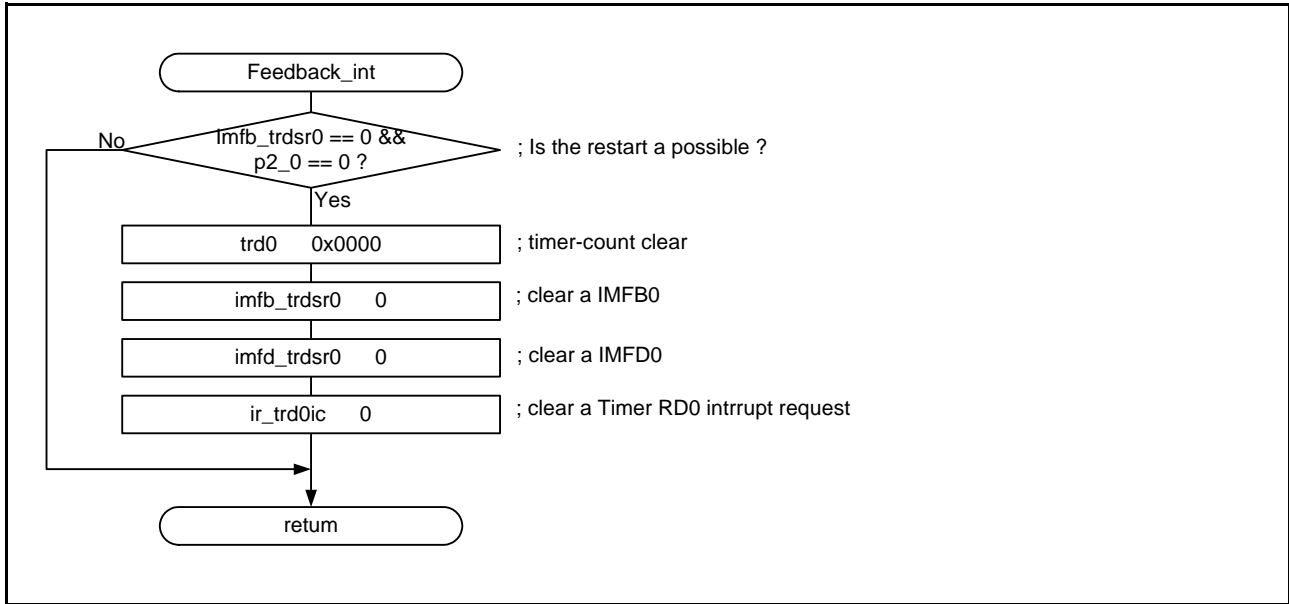 Feedback_int
No
Imfb_trdsr0 == 0 &&
p2_0 == 0 ?
; Is the restart a possible ?
Yes
trd0 0x0000
; timer-count clear
imfb_trdsr0 0
; clear a IMFB0
imfd_trdsr0 0
; clear a IMFD0
ir_trd0ic 0
; clear a Timer RD0 intrrupt request
retum